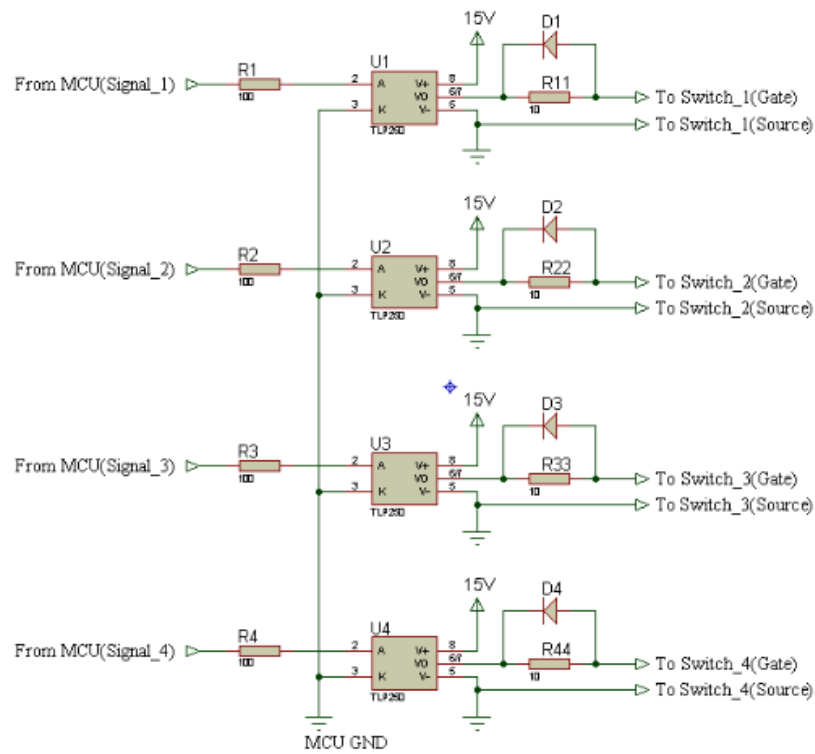 15V
D1
U1
R1
From MCU(Signal_1)
2
A
V+
8
R11
100
VO
6/7
To Switch_1(Gate)
3
K
V-
5
10
TLP250
To Switch_1(Source)
15V
D2
U2
R2
From MCU(Signal_2)
2
A
V+
8
R22
100
VO
6/7
To Switch_2(Gate)
3
K
V-
5
10
TLP250
To Switch_2(Source)
15V
D3
U3
R3
From MCU(Signal_3)
2
A
V+
8
R33
100
VO
6/7
To Switch_3(Gate)
3
K
V-
5
10
TLP250
To Switch_3(Source)
15V
D4
U4
R4
From MCU(Signal_4)
2
A
V+
8
R44
100
VO
6/7
To Switch_4(Gate)
3
K
V-
5
10
TLP250
To Switch_4(Source)
MCU GND